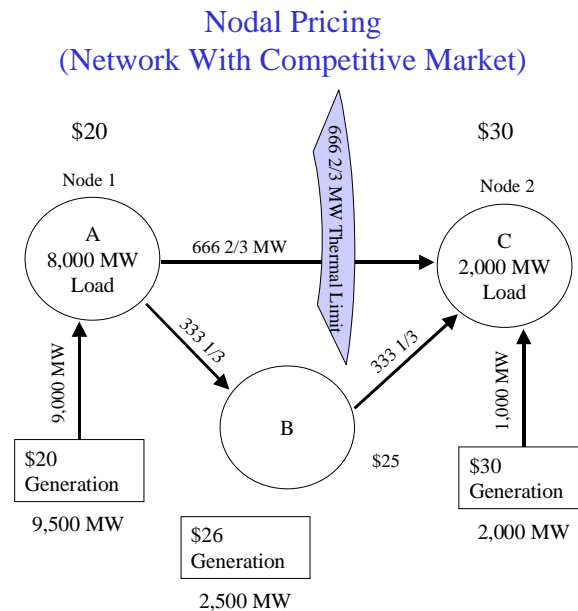 Nodal Pricing
(Network With Competitive Market)
$20
$30
Node 1
Node 2
A
8,000 MW
Load
666 2/3 MW
666 2/3 MW Thermal Limit
C
2,000 MW
Load
333 1/3
333 1/3
9,000 MW
1,000 MW
B
$25
$20
Generation
9,500 MW
$26
Generation
2,500 MW
$30
Generation
2,000 MW